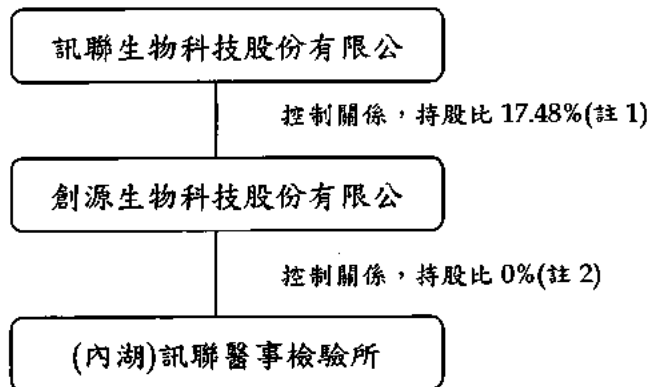 訊聯生物科技股份有限公
控制關係，持股比 17.48%(註 1)
創源生物科技股份有限公
控制關係，持股比 0%(註 2)
(內湖)訊聯醫事檢驗所